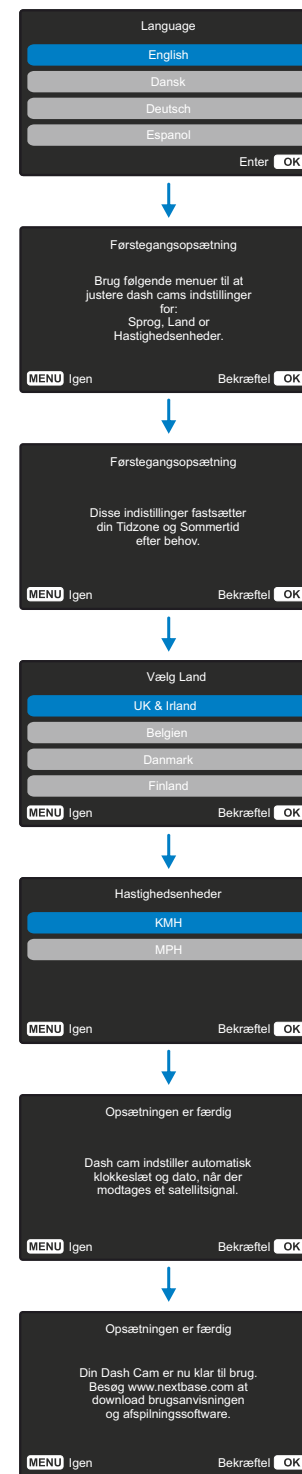 Language
English
Dansk
Deutsch
Espanol
Enter OK
Førstegangsopsætning
Brug følgende menuer til at
justere dash cams indstillinger
for:
Sprog, Land or
Hastighedsenheder.
MENU Igen Bekræftel OK
Førstegangsopsætning
Disse indistillinger fastsætter
din Tidzone og Sommertid
efter behov.
MENU Igen Bekræftel OK
Vælg Land
UK & Irland
Belgien
Danmark
Finland
MENU Igen Bekræftel OK
Hastighedsenheder
KMH
MPH
MENU Igen Bekræftel OK
Opsætningen er færdig
Dash cam indstiller automatisk
klokkeslæt og dato, når der
modtages et satellitsignal.
MENU Igen Bekræftel OK
Opsætningen er færdig
Din Dash Cam er nu klar til brug.
Besøg www.nextbase.com at
download brugsanvisningen
og afspilningssoftware.
MENU Igen Bekræftel OK